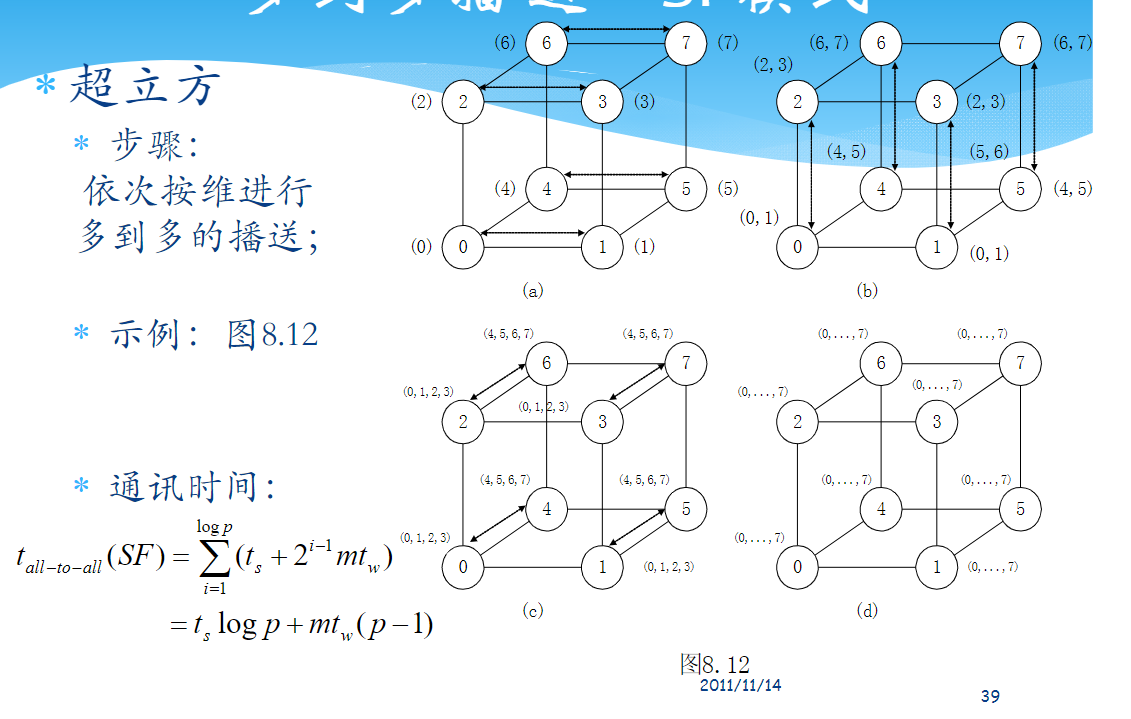 * 超立方
* 步骤：
依次按维进行
多到多的播送；
* 示例： 图8.12
* 通讯时间：
t_{all-to-all}(SF) = \sum_{i=1}^{\log p} (t_s + 2^{i-1} m t_w)
= t_s \log p + m t_w (p-1)
(6) 6 7 (7)
(2) 2 3 (3)
(4) 4 5 (5)
(0) 0 1 (1)
(a)
(6,7) 6 7 (6,7)
(2,3)
2 3 (2,3)
(4,5) (5,6)
4 5 (4,5)
(0,1)
0 1 (0,1)
(b)
(4,5,6,7) (4,5,6,7)
6 7
(0,1,2,3) (0,1,2,3)
2 3
(4,5,6,7) (4,5,6,7)
4 5
(0,1,2,3)
0 1 (0,1,2,3)
(c)
(0,...,7) (0,...,7)
6 7
(0,...,7) (0,...,7)
2 3
(0,...,7) (0,...,7)
4 5
(0,...,7)
0 1 (0,...,7)
(d)
图8.12
2011/11/14
39